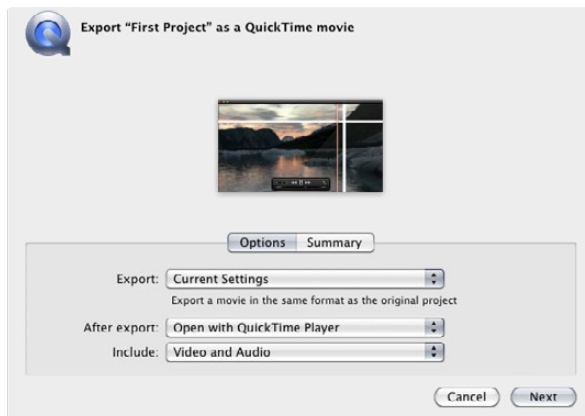 Export “First Project” as a QuickTime movie
Options Summary
Export: Current Settings
Export a movie in the same format as the original project
After export: Open with QuickTime Player
Include: Video and Audio
Cancel Next